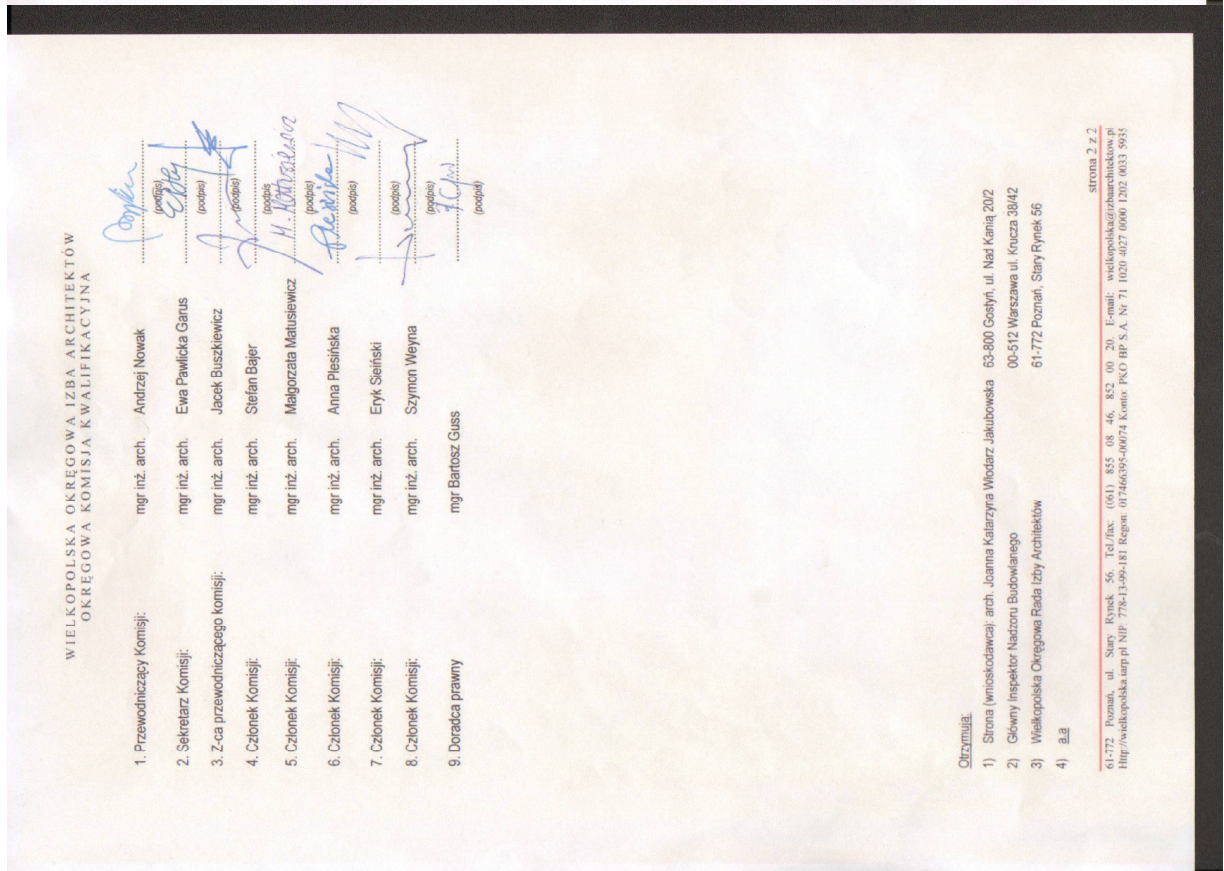 WIELKOPOLSKA OKRĘGOWA IZBA ARCHITEKTÓW
OKRĘGOWA KOMISJA KWALIFIKACYJNA
1. Przewodniczący Komisji: mgr inż. arch. Andrzej Nowak
(podpis)
2. Sekretarz Komisji: mgr inż. arch. Ewa Pawlicka Garus
(podpis)
3. Z-ca przewodniczącego komisji: mgr inż. arch. Jacek Buszkiewicz
(podpis)
4. Członek Komisji: mgr inż. arch. Stefan Bajer
(podpis
5. Członek Komisji: mgr inż. arch. Małgorzata Matusiewicz M. Matusiewicz
(podpis)
6. Członek Komisji: mgr inż. arch. Anna Plesińska
(podpis)
7. Członek Komisji: mgr inż. arch. Eryk Sieiński
(podpis)
8. Członek Komisji: mgr inż. arch. Szymon Weyna
(podpis)
9. Doradca prawny mgr Bartosz Guss
(podpis)
Otrzymują:
1) Strona (wnioskodawca): arch. Joanna Katarzyna Włodarz Jakubowska 63-800 Gostyń, ul. Nad Kanią 20/2
2) Główny Inspektor Nadzoru Budowlanego 00-512 Warszawa ul. Krucza 38/42
3) Wielkopolska Okręgowa Rada Izby Architektów 61-772 Poznań, Stary Rynek 56
4) a.a
strona 2 z 2
61-772 Poznań, ul. Stary Rynek 56. Tel./fax: (061) 855 08 46, 852 00 20. E-mail: wielkopolska@izbaarchitektow.pl
Http://wielkopolska.iarp.pl NIP: 778-13-99-181 Regon: 017466395-00074 Konto: PKO BP S.A. Nr 71 1020 4027 0000 1202 0033 5935